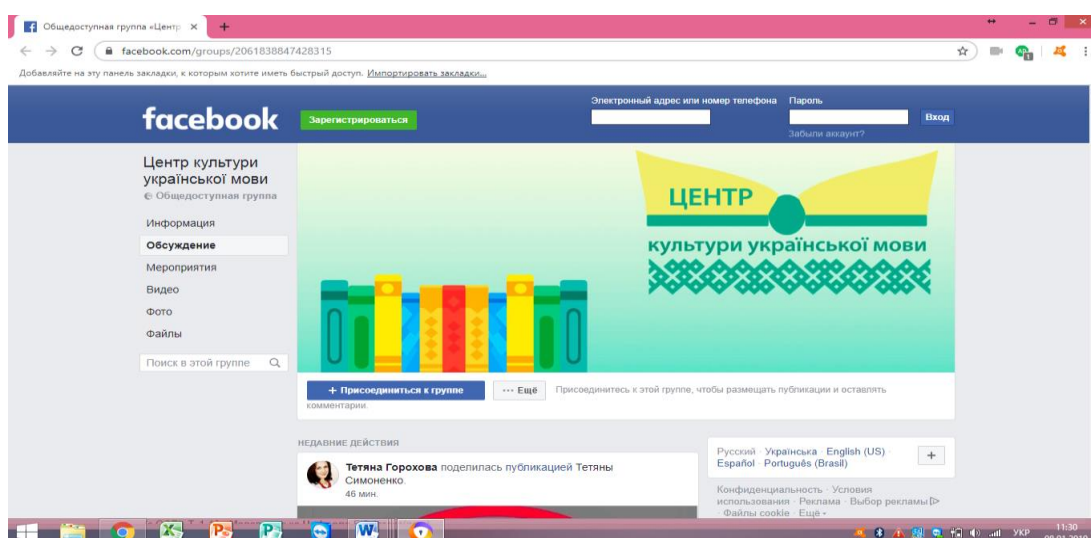 Общедоступная группа «Центр
facebook.com/groups/2061838847428315
Добавляйте на эту панель закладки, к которым хотите иметь быстрый доступ. Импортировать закладки...
facebook
Зарегистрироваться
Электронный адрес или номер телефона
Пароль
Вход
Забыли аккаунт?
Центр культури
української мови
Общедоступная группа
Информация
Обсуждение
Мероприятия
Видео
Фото
Файлы
Поиск в этой группе
ЦЕНТР
культури української мови
+ Присоединиться к группе
··· Ещё
Присоединитесь к этой группе, чтобы размещать публикации и оставлять
комментарии.
НЕДАВНИЕ ДЕЙСТВИЯ
Тетяна Горохова поделилась публикацией Тетяны
Симоненко.
46 мин.
Русский · Українська · English (US) ·
Español · Português (Brasil)
Конфиденциальность · Условия
использования · Реклама · Выбор рекламы
· Файлы cookie · Ещё
УКР
11:30